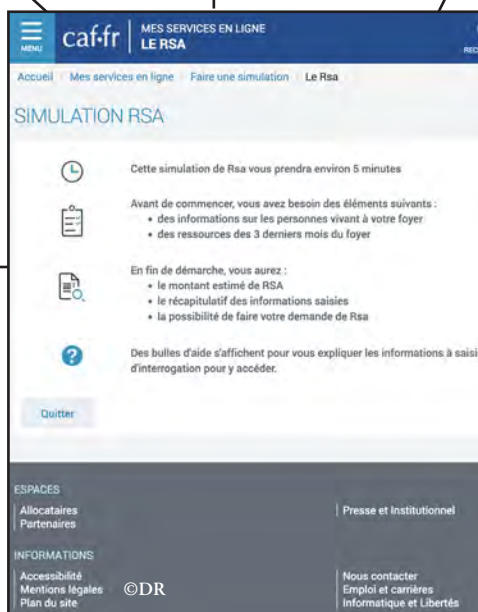 MENU
caf.fr
MES SERVICES EN LIGNE
LE RSA
REC
Accueil Mes services en ligne Faire une simulation Le Rsa
SIMULATION RSA
Cette simulation de Rsa vous prendra environ 5 minutes
Avant de commencer, vous avez besoin des éléments suivants :
• des informations sur les personnes vivant à votre foyer
• des ressources des 3 derniers mois du foyer
En fin de démarche, vous aurez :
• le montant estimé de RSA
• le récapitulatif des informations saisies
• la possibilité de faire votre demande de Rsa
? Des bulles d'aide s'affichent pour vous expliquer les informations à saisi
d'interrogation pour y accéder.
Quitter
ESPACES
Allocataires
Partenaires
Presse et Institutionnel
INFORMATIONS
Accessibilité
Mentions légales
Plan du site
©DR
Nous contacter
Emploi et carrières
Informatique et Libertés